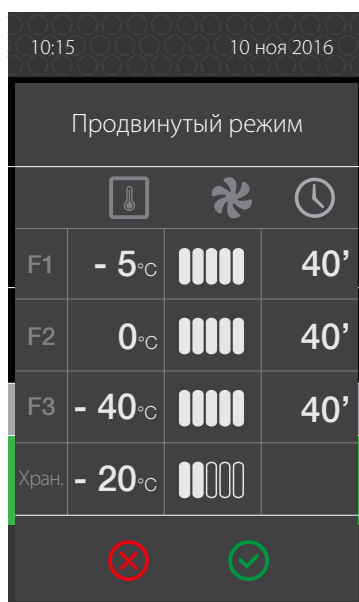 10:15 10 ноя 2016
Продвинутый режим
F1 - 5°C 40'
F2 0°C 40'
F3 - 40°C 40'
Хран. - 20°C